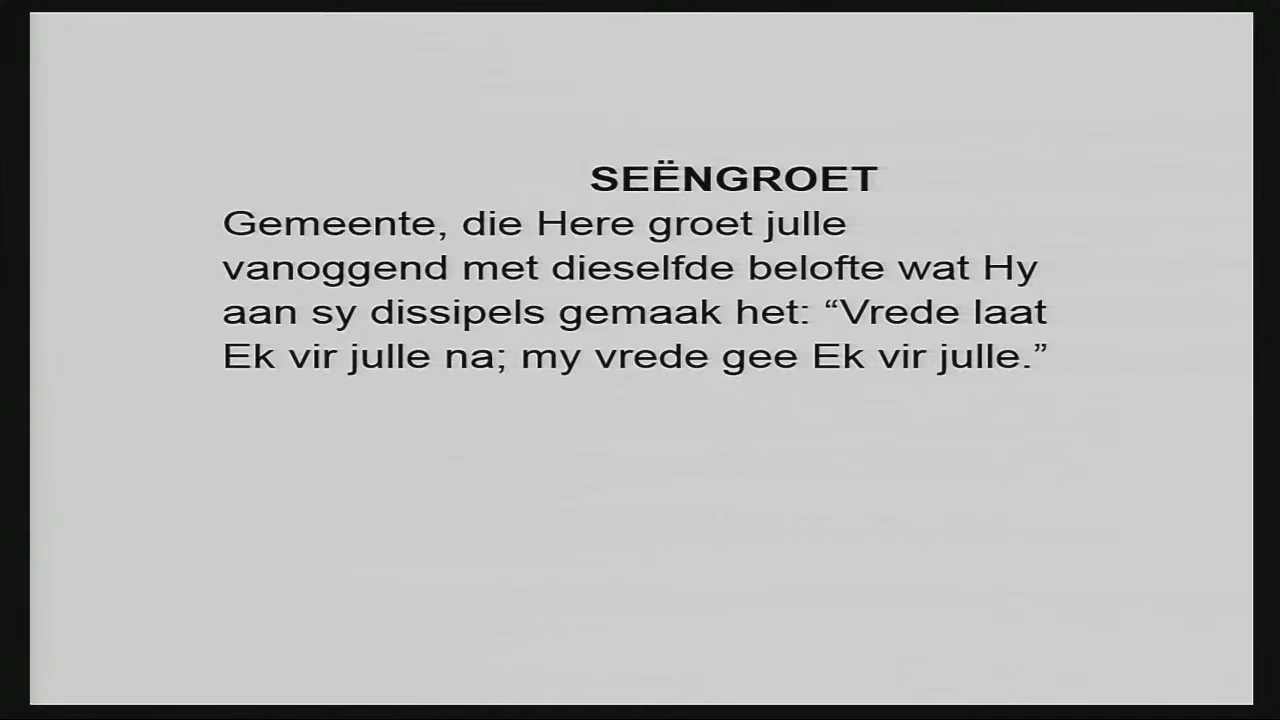 SEËNGROET
Gemeente, die Here groet julle
vanoggend met dieselfde belofte wat Hy
aan sy dissipels gemaak het: “Vrede laat
Ek vir julle na; my vrede gee Ek vir julle.”